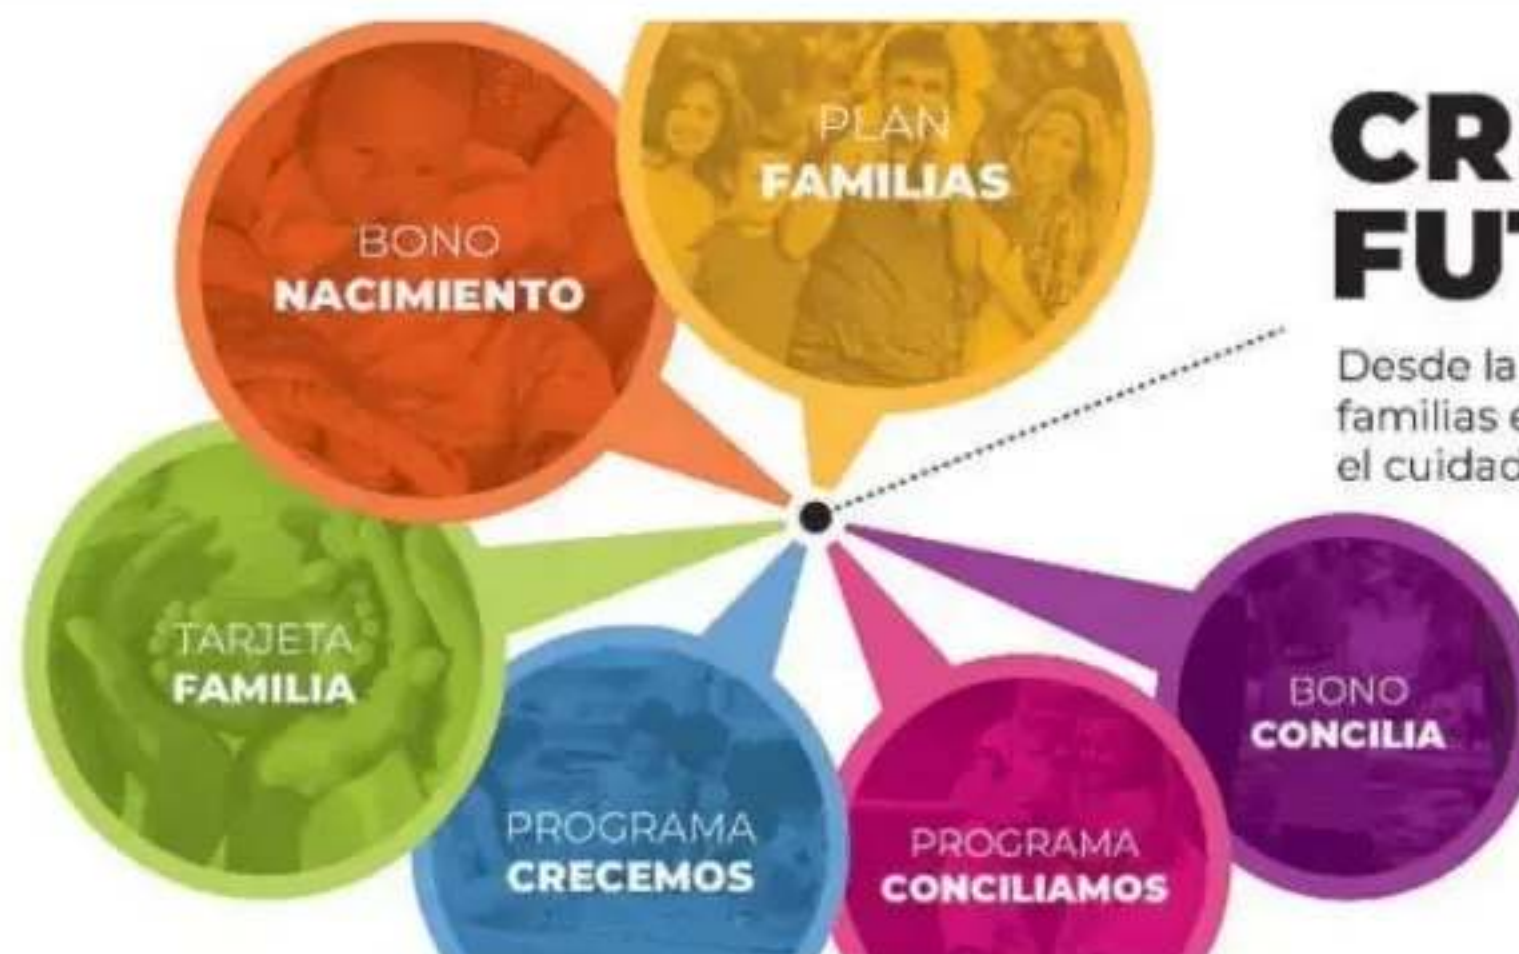 PLAN
FAMILIAS
BONO
NACIMIENTO
TARJETA
FAMILIA
PROGRAMA
CRECEMOS
PROGRAMA
CONCILIAMOS
BONO
CONCILIA
CR
FU
Desde la
familias
el cuidad